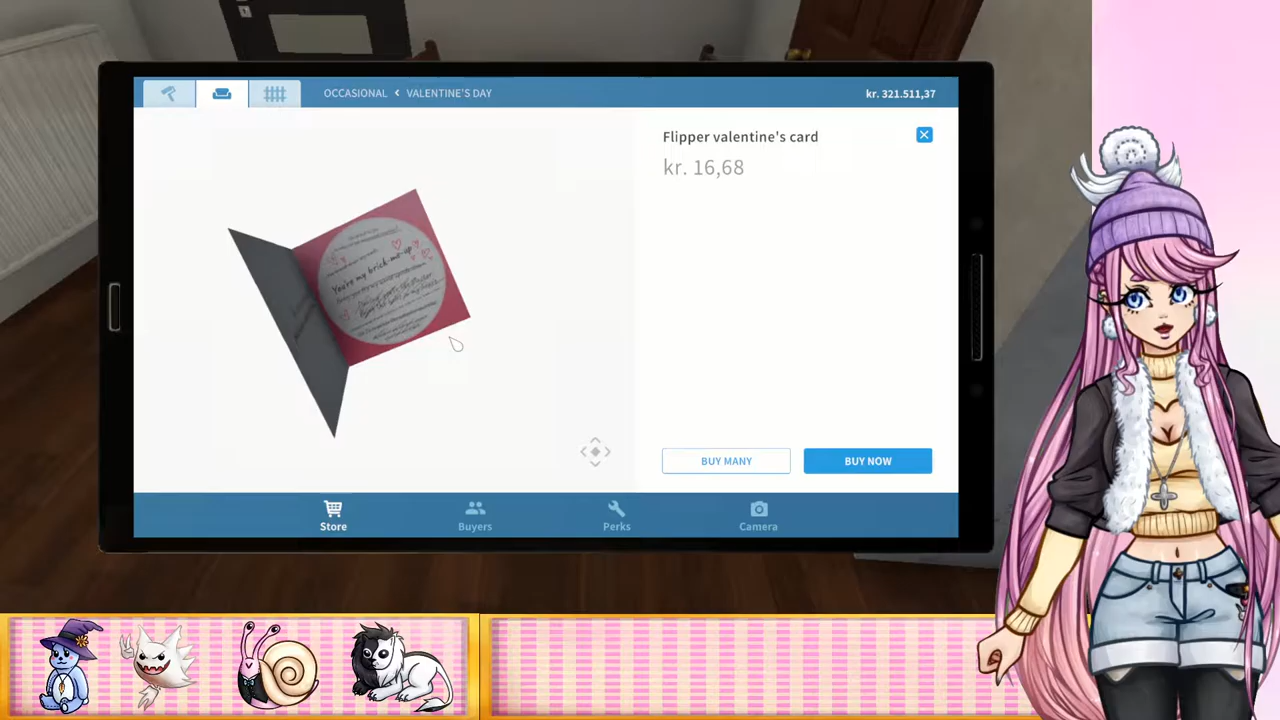 OCCASIONAL < VALENTINE'S DAY
kr. 321.511,37
Flipper valentine's card
kr. 16,68
You're my brick-me-up
BUY MANY
BUY NOW
Store
Buyers
Perks
Camera